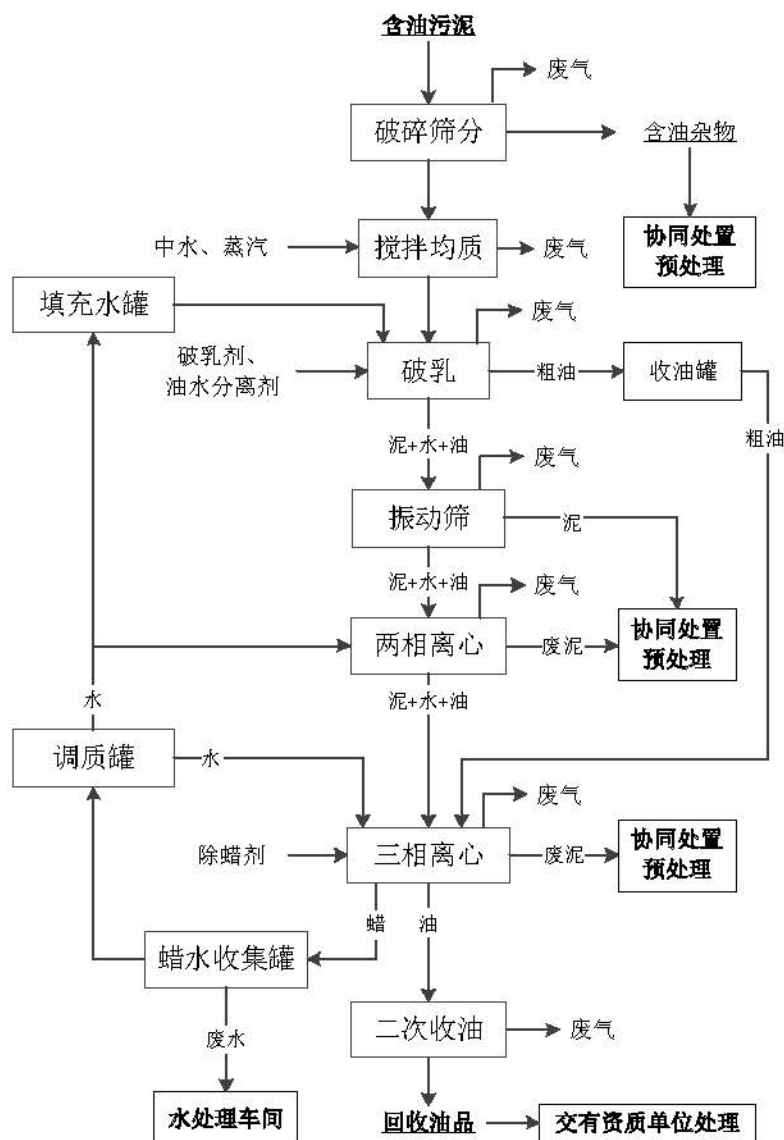 含油污泥
废气
破碎筛分
含油杂物
协同处置
预处理
中水、蒸汽
搅拌均质
废气
填充水罐
废气
破乳剂、
油水分离剂
破乳
粗油
收油罐
粗油
泥+水+油
废气
振动筛
泥
泥+水+油
废气
两相离心
废泥
协同处置
预处理
水
泥+水+油
调质罐
水
废气
除蜡剂
三相离心
废泥
协同处置
预处理
蜡
油
蜡水收集罐
废水
二次收油
废气
水处理车间
回收油品
交有资质单位处理